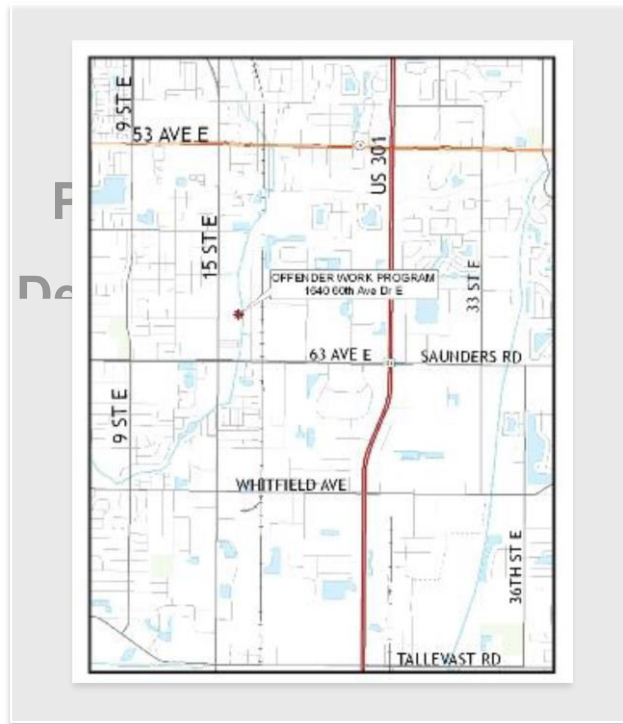 9 ST E
53 AVE E
US 301
15 ST E
OFFENDER WORK PROGRAM
1640 60th Ave Dr E
33 ST E
63 AVE E
SAUNDERS RD
9 ST E
WHITFIELD AVE
36TH ST E
TALLEVAST RD